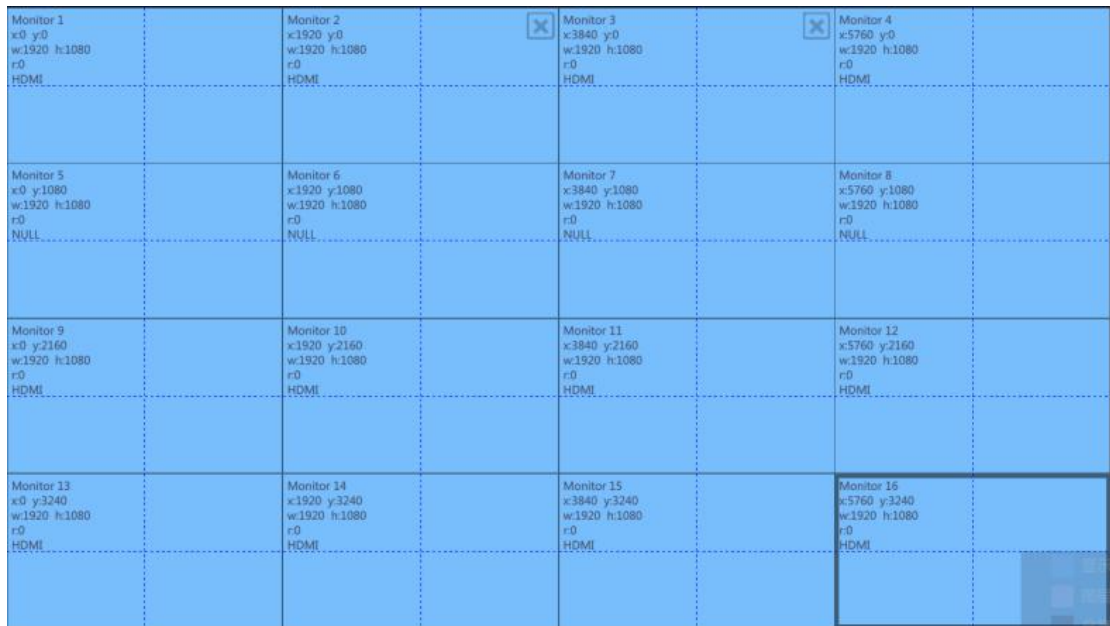 Monitor 1
x:0 y:0
w:1920 h:1080
r:0
HDMI
Monitor 2
x:1920 y:0
w:1920 h:1080
r:0
HDMI
Monitor 3
x:3840 y:0
w:1920 h:1080
r:0
HDMI
Monitor 4
x:5760 y:0
w:1920 h:1080
r:0
HDMI
Monitor 5
x:0 y:1080
w:1920 h:1080
r:0
NULL
Monitor 6
x:1920 y:1080
w:1920 h:1080
r:0
NULL
Monitor 7
x:3840 y:1080
w:1920 h:1080
r:0
NULL
Monitor 8
x:5760 y:1080
w:1920 h:1080
r:0
NULL
Monitor 9
x:0 y:2160
w:1920 h:1080
r:0
HDMI
Monitor 10
x:1920 y:2160
w:1920 h:1080
r:0
HDMI
Monitor 11
x:3840 y:2160
w:1920 h:1080
r:0
HDMI
Monitor 12
x:5760 y:2160
w:1920 h:1080
r:0
HDMI
Monitor 13
x:0 y:3240
w:1920 h:1080
r:0
HDMI
Monitor 14
x:1920 y:3240
w:1920 h:1080
r:0
HDMI
Monitor 15
x:3840 y:3240
w:1920 h:1080
r:0
HDMI
Monitor 16
x:5760 y:3240
w:1920 h:1080
r:0
HDMI